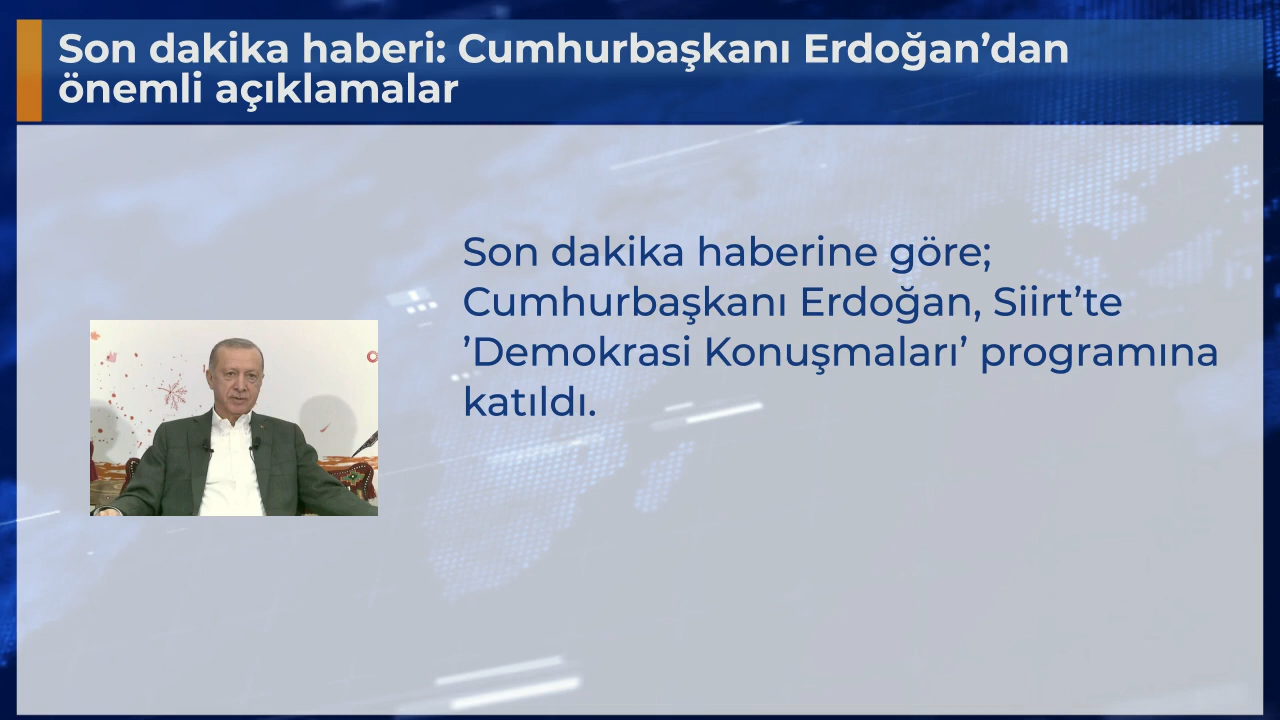 Son dakika haberi: Cumhurbaşkanı Erdoğan’dan
önemli açıklamalar
Son dakika haberine göre;
Cumhurbaşkanı Erdoğan, Siirt’te
’Demokrasi Konuşmaları’ programına
katıldı.